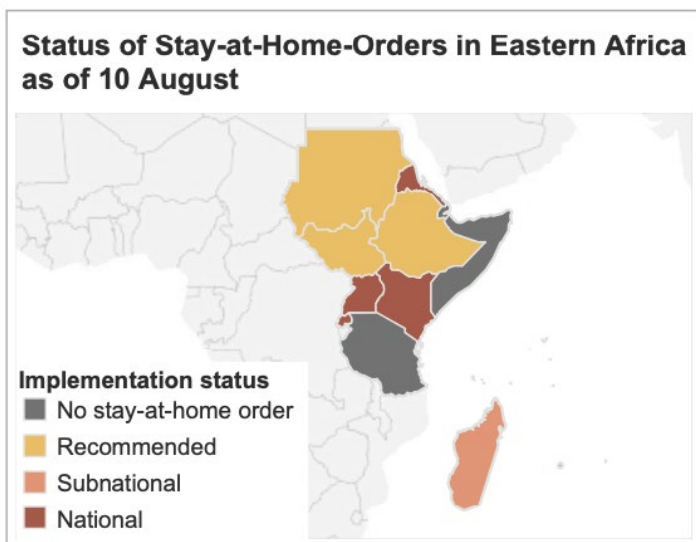 Status of Stay-at-Home-Orders in Eastern Africa
as of 10 August
Implementation status
No stay-at-home order
Recommended
Subnational
National